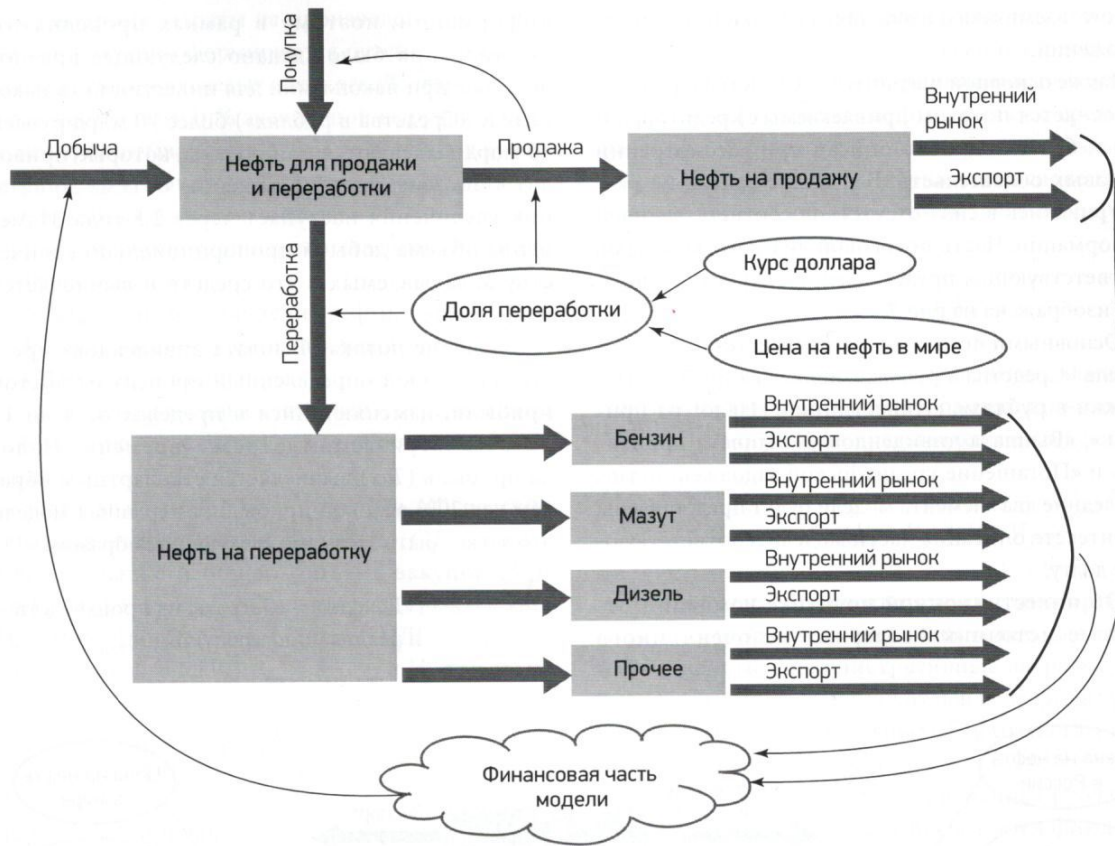 Покупка
Добыча
Нефть для продажи
и переработки
Продажа
Нефть на продажу
Внутренний
рынок
Экспорт
Переработка
Доля переработки
Курс доллара
Цена на нефть в мире
Нефть на переработку
Бензин
Внутренний рынок
Экспорт
Мазут
Внутренний рынок
Экспорт
Дизель
Внутренний рынок
Экспорт
Прочее
Внутренний рынок
Экспорт
Финансовая часть
модели